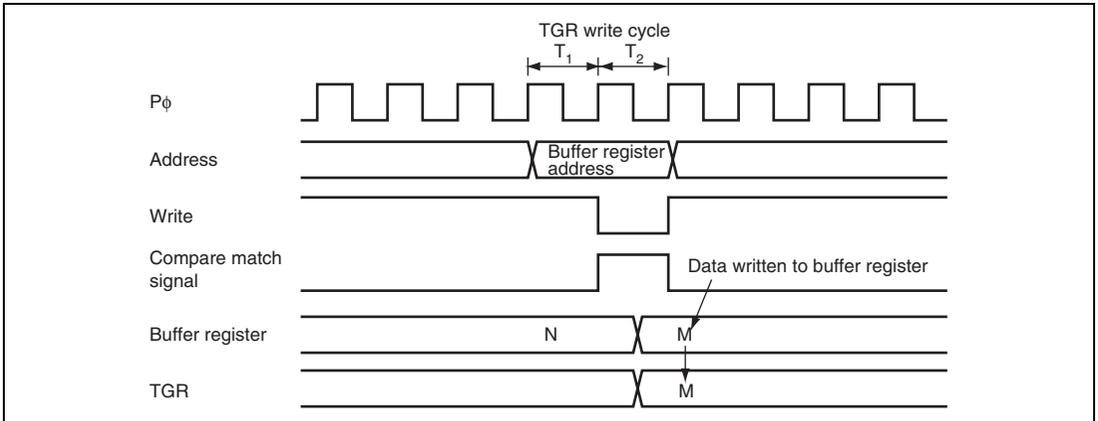 TGR write cycle
T1 T2
Pφ
Address
Buffer register
address
Write
Compare match
signal
Data written to buffer register
Buffer register
N
M
TGR
M